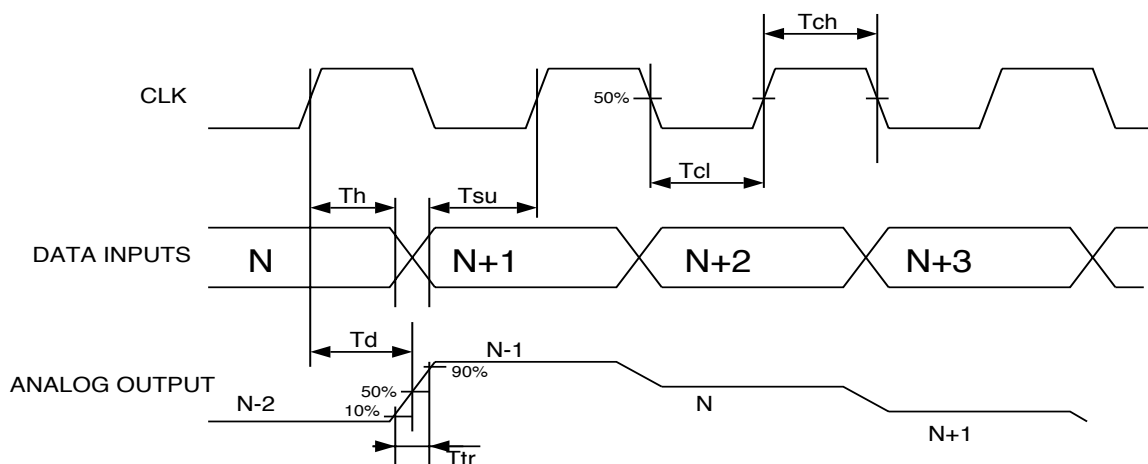 Tch
CLK
50%
Tcl
Th
Tsu
DATA INPUTS
N
N+1
N+2
N+3
Td
N-1
90%
ANALOG OUTPUT
50%
N-2
10%
N
N+1
Ttr